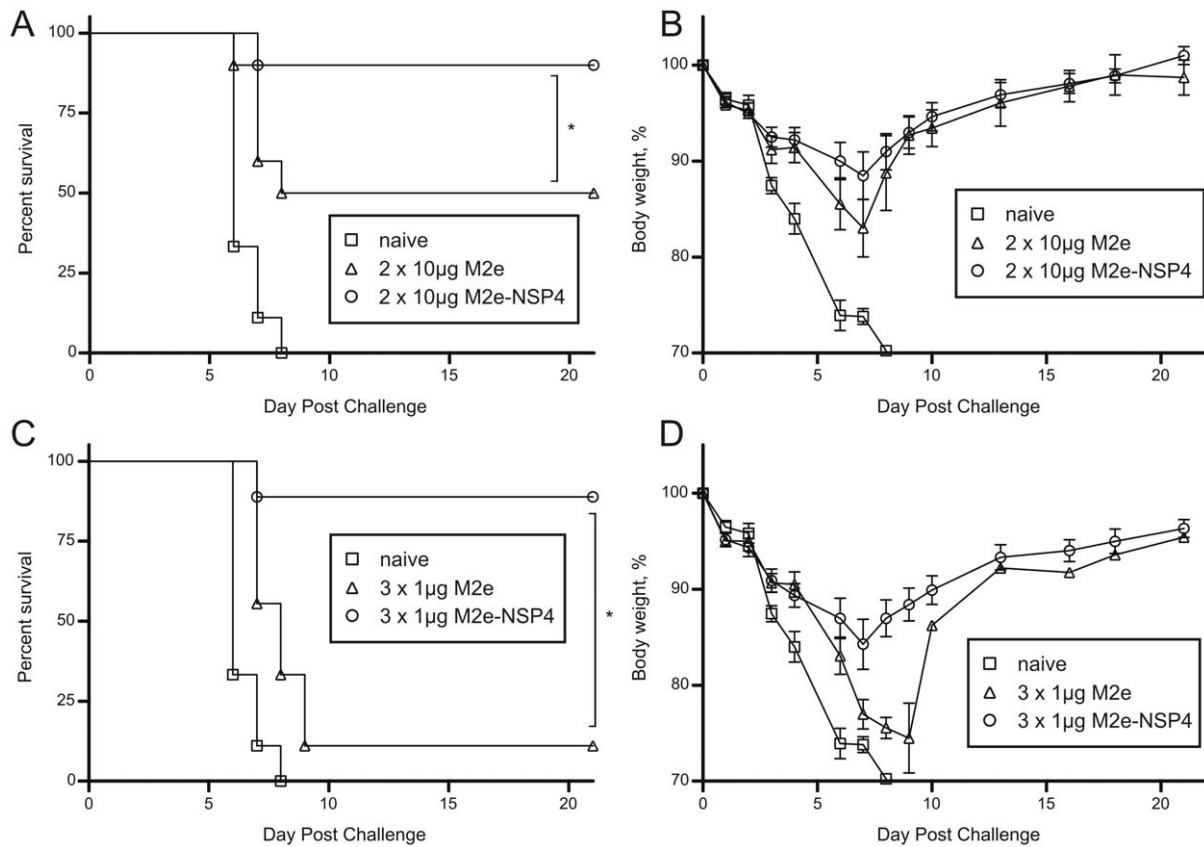 A
Percent survival
100
75
50
25
0
*
naive
2 x 10µg M2e
2 x 10µg M2e-NSP4
0
5
10
15
20
Day Post Challenge
B
Body weight, %
100
90
80
70
naive
2 x 10µg M2e
2 x 10µg M2e-NSP4
0
5
10
15
20
Day Post Challenge
C
Percent survival
100
75
50
25
0
naive
3 x 1µg M2e
3 x 1µg M2e-NSP4
*
0
5
10
15
20
Day Post Challenge
D
Body weight, %
100
90
80
70
naive
3 x 1µg M2e
3 x 1µg M2e-NSP4
0
5
10
15
20
Day Post Challenge